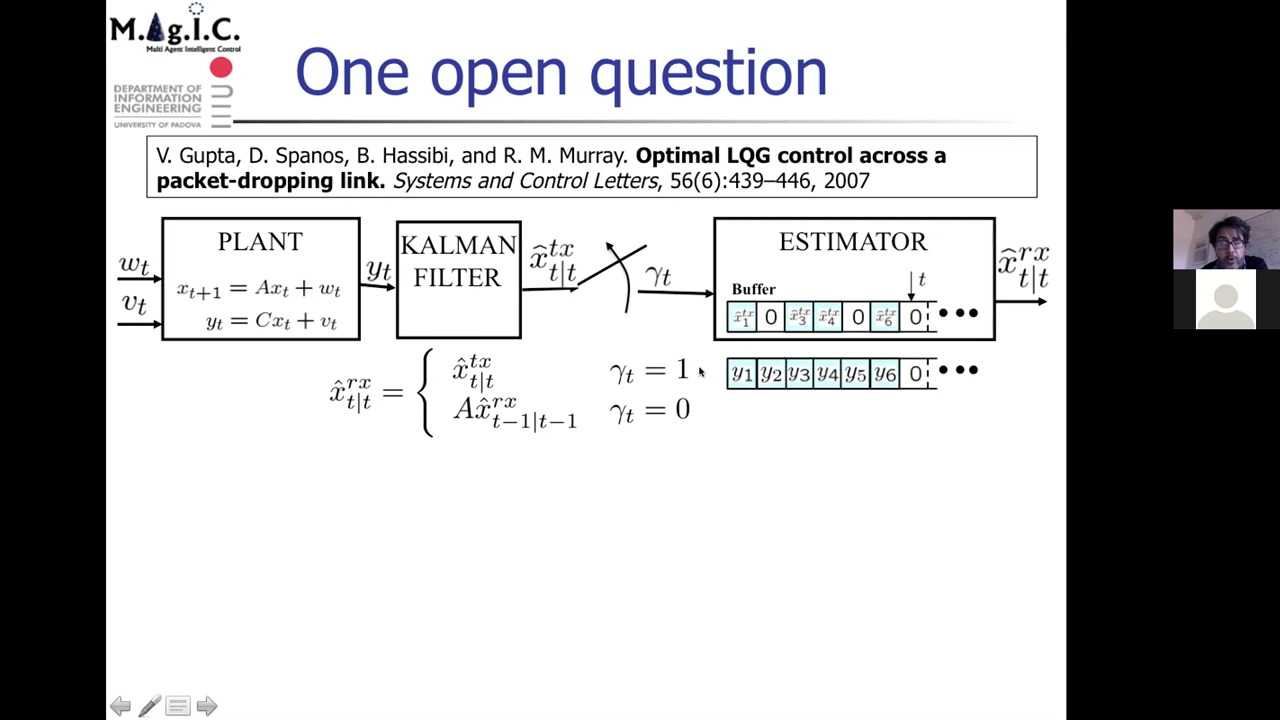 M.AgIC.
Multi Agent Intelligent Control
DEPARTMENT OF
INFORMATION
ENGINEERING
UNIVERSITY OF PADOVA
One open question
V. Gupta, D. Spanos, B. Hassibi, and R. M. Murray. Optimal LQG control across a
packet-dropping link. Systems and Control Letters, 56(6):439–446, 2007
w_t
v_t
PLANT
x_{t+1} = Ax_t + w_t
y_t = Cx_t + v_t
y_t
KALMAN
FILTER
x̂^{tx}_{t|t}
γ_t
ESTIMATOR
t
Buffer
x̂^{tx}_1 0 x̂^{tx}_3 x̂^{tx}_4 0 x̂^{tx}_6 0 •••
x̂^{rx}_{t|t}
y_1 y_2 y_3 y_4 y_5 y_6 0 •••
x̂^{rx}_{t|t} = {
x̂^{tx}_{t|t} γ_t = 1
Ax̂^{rx}_{t−1|t−1} γ_t = 0